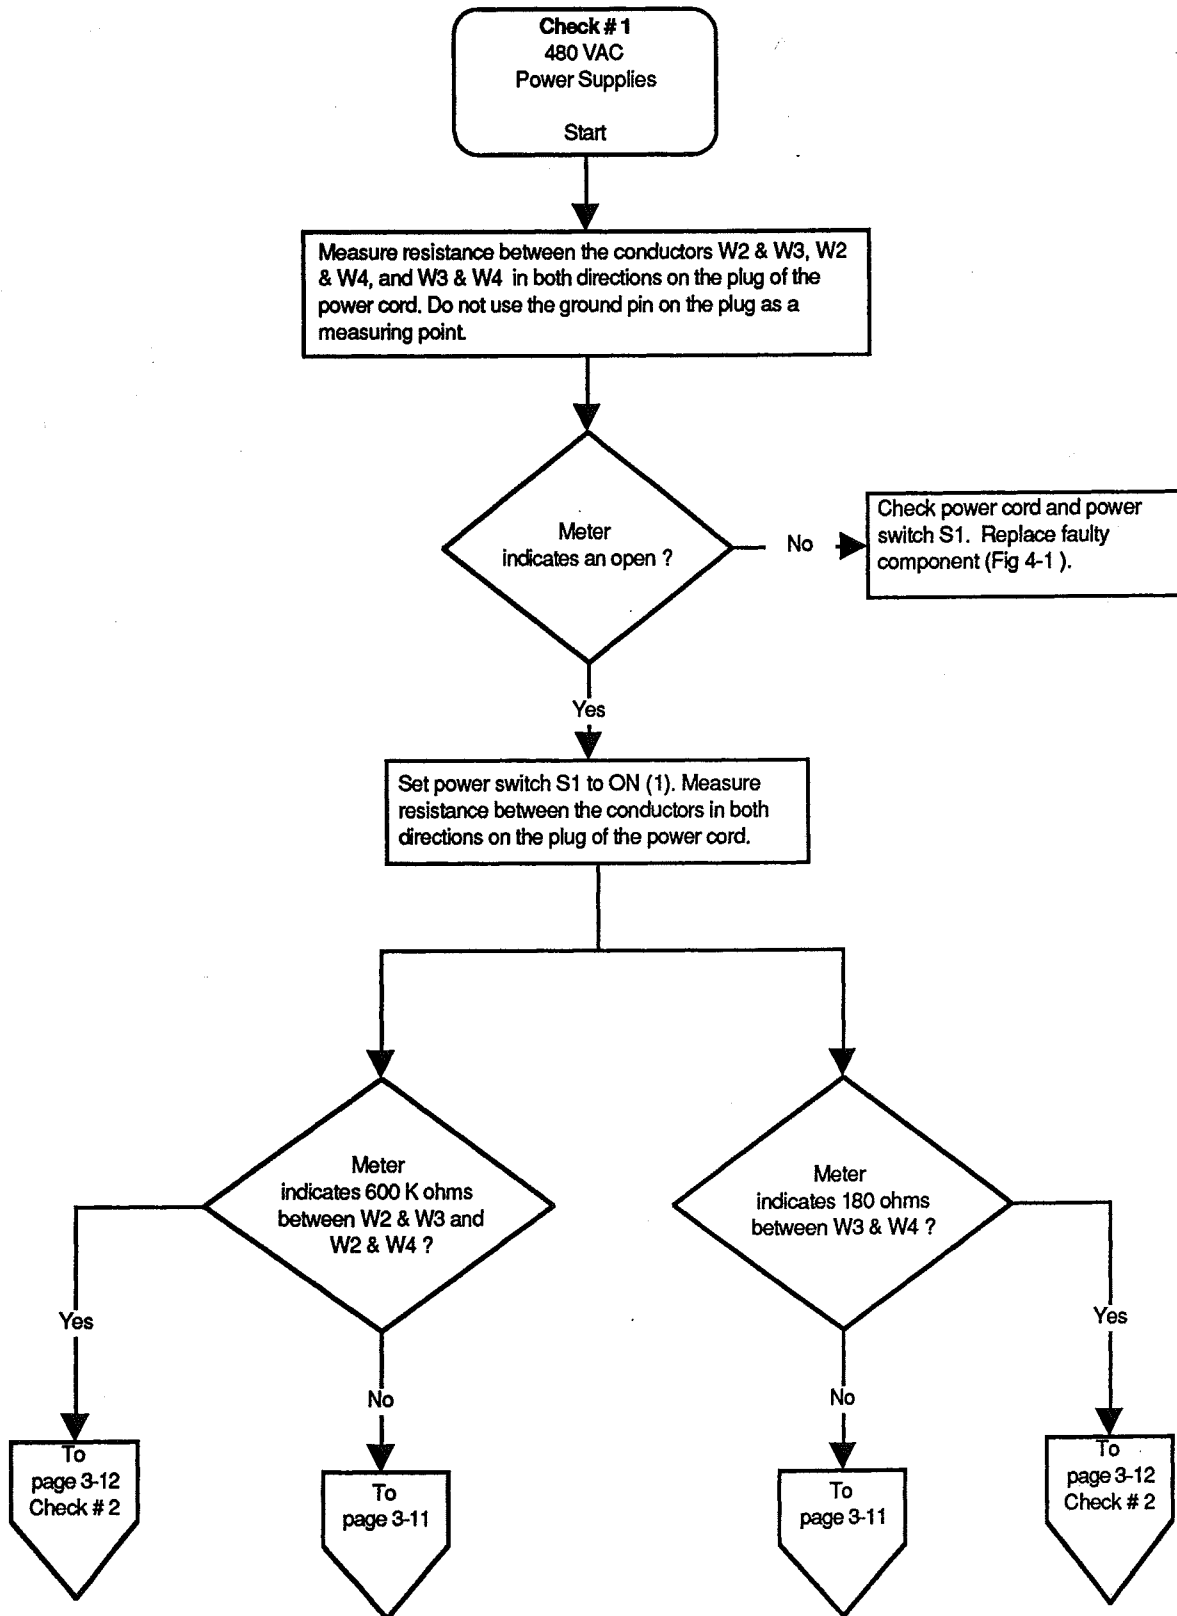 Check # 1
480 VAC
Power Supplies
Start
Measure resistance between the conductors W2 & W3, W2
& W4, and W3 & W4 in both directions on the plug of the
power cord. Do not use the ground pin on the plug as a
measuring point.
Meter
indicates an open ?
No
Check power cord and power
switch S1. Replace faulty
component (Fig 4-1 ).
Yes
Set power switch S1 to ON (1). Measure
resistance between the conductors in both
directions on the plug of the power cord.
Meter
indicates 600 K ohms
between W2 & W3 and
W2 & W4 ?
Meter
indicates 180 ohms
between W3 & W4 ?
Yes
No
No
Yes
To
page 3-12
Check # 2
To
page 3-11
To
page 3-11
To
page 3-12
Check # 2